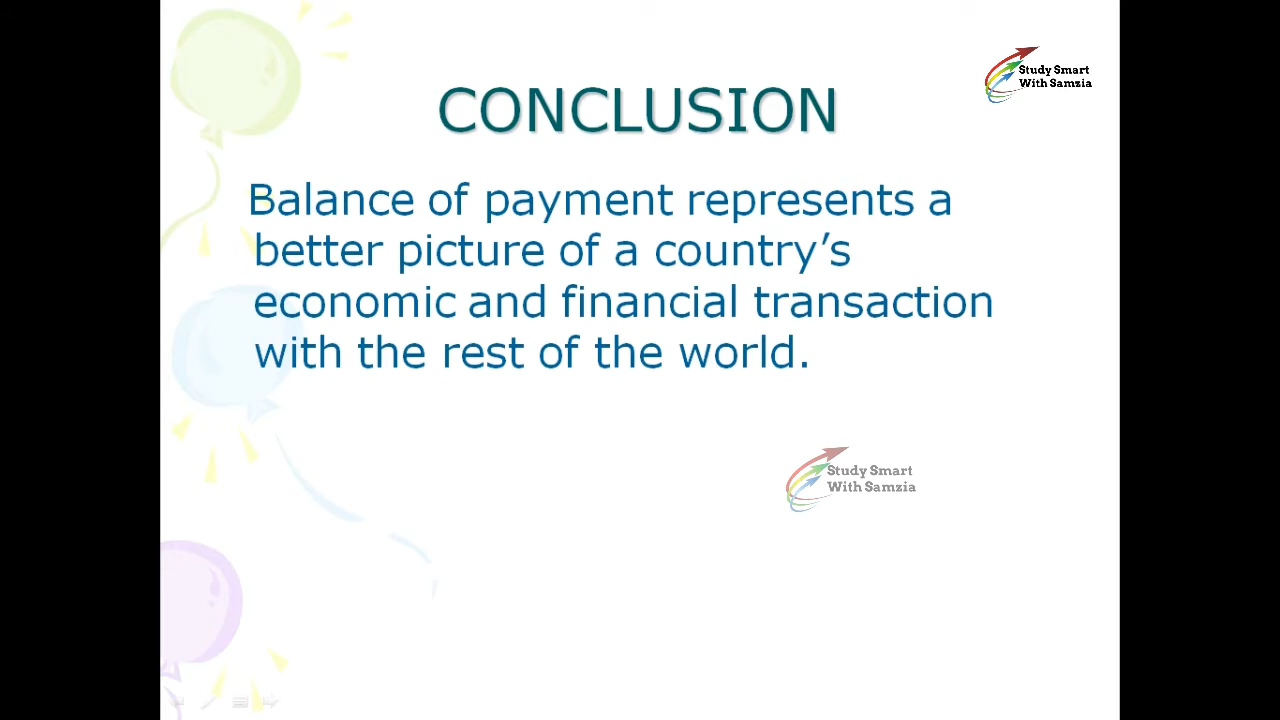 Study Smart
With Samzia
CONCLUSION
Balance of payment represents a
better picture of a country’s
economic and financial transaction
with the rest of the world.
Study Smart
With Samzia